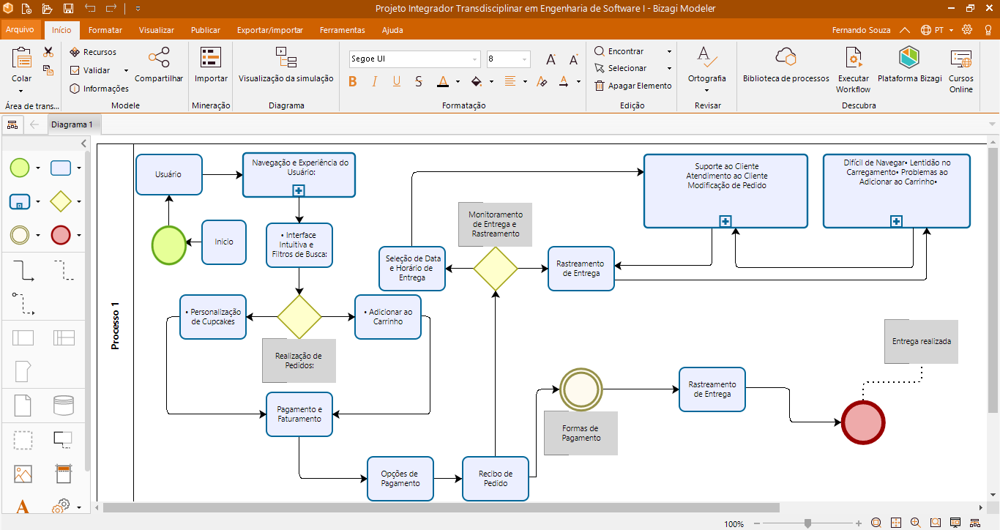 Projeto Integrador Transdisciplinar em Engenharia de Software I - Bizagi Modeler
Arquivo
Início
Formatar
Visualizar
Publicar
Exportar/importar
Ferramentas
Ajuda
Fernando Souza
PT
Colar
Área de trans...
Recursos
Validar
Informações
Compartilhar
Modele
Importar
Mineração
Visualização da simulação
Diagrama
Segoe UI
8
Formatação
Encontrar
Selecionar
Apagar Elemento
Edição
Ortografia
Revisar
Biblioteca de processos
Executar
Workflow
Plataforma Bizagi
Cursos
Online
Descubra
Diagrama 1
Processo 1
Usuário
Navegação e Experiência do
Usuário:
Inicio
• Interface
Intuitiva e
Filtros de Busca:
• Personalização
de Cupcakes
• Adicionar ao
Carrinho
Realização de
Pedidos:
Pagamento e
Faturamento
Opções de
Pagamento
Recibo de
Pedido
Seleção de Data
e Horário de
Entrega
Monitoramento
de Entrega e
Rastreamento
Rastreamento
de Entrega
Suporte ao Cliente
Atendimento ao Cliente
Modificação de Pedido
Difícil de Navegar• Lentidão no
Carregamento• Problemas ao
Adicionar ao Carrinho•
Formas de
Pagamento
Rastreamento
de Entrega
Entrega realizada
100%